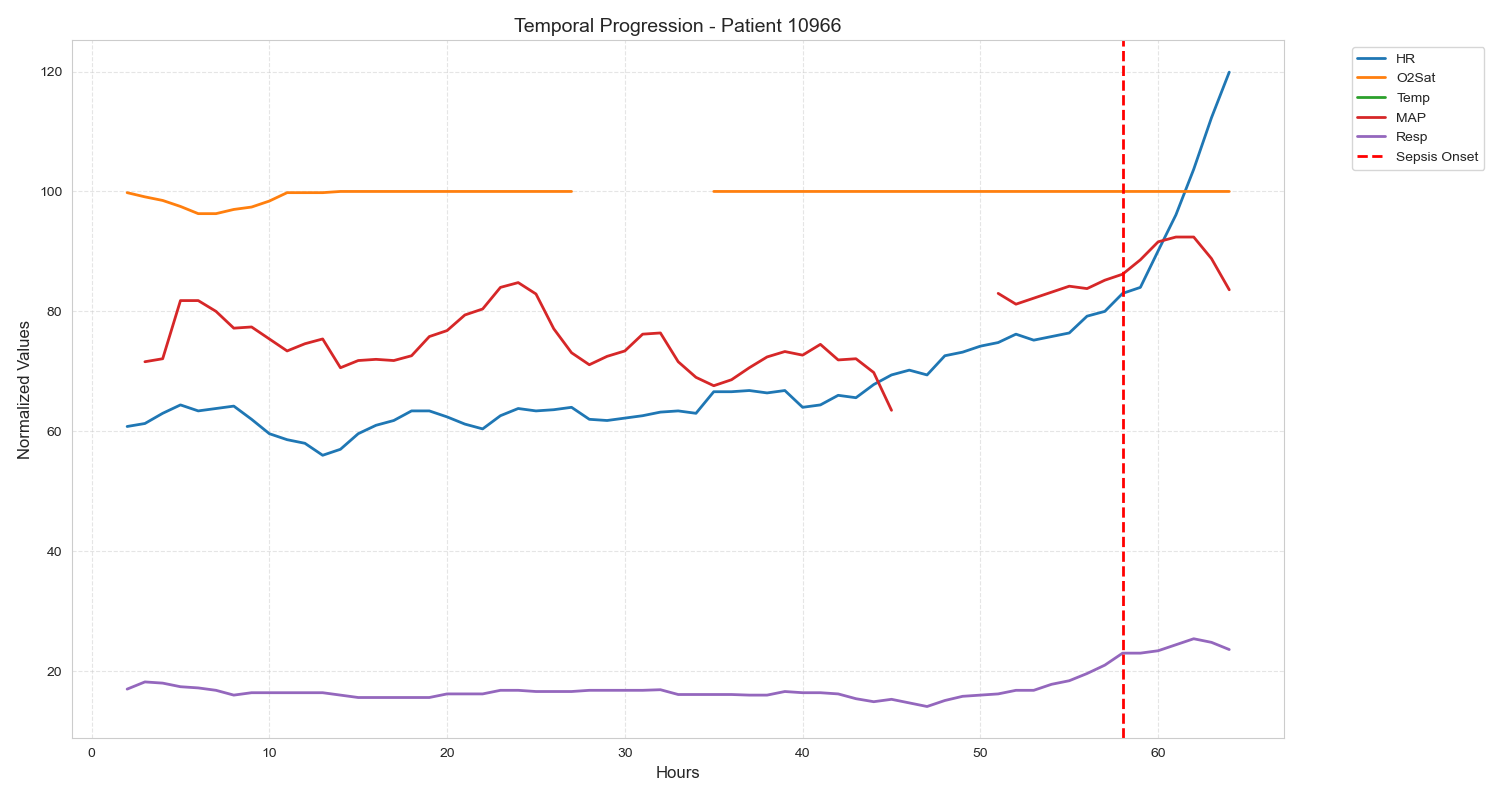 Temporal Progression - Patient 10966
Normalized Values
120
100
80
60
40
20
0
10
20
30
40
50
60
Hours
HR
O2Sat
Temp
MAP
Resp
Sepsis Onset